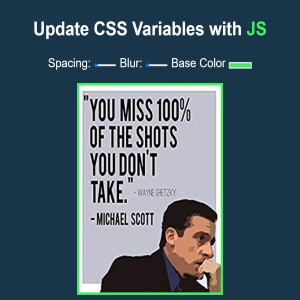 Update CSS Variables with JS
Spacing: Blur: Base Color
"YOU MISS 100%
OF THE SHOTS
YOU DON'T
TAKE."
- WAYNE GRETZKY
- MICHAEL SCOTT